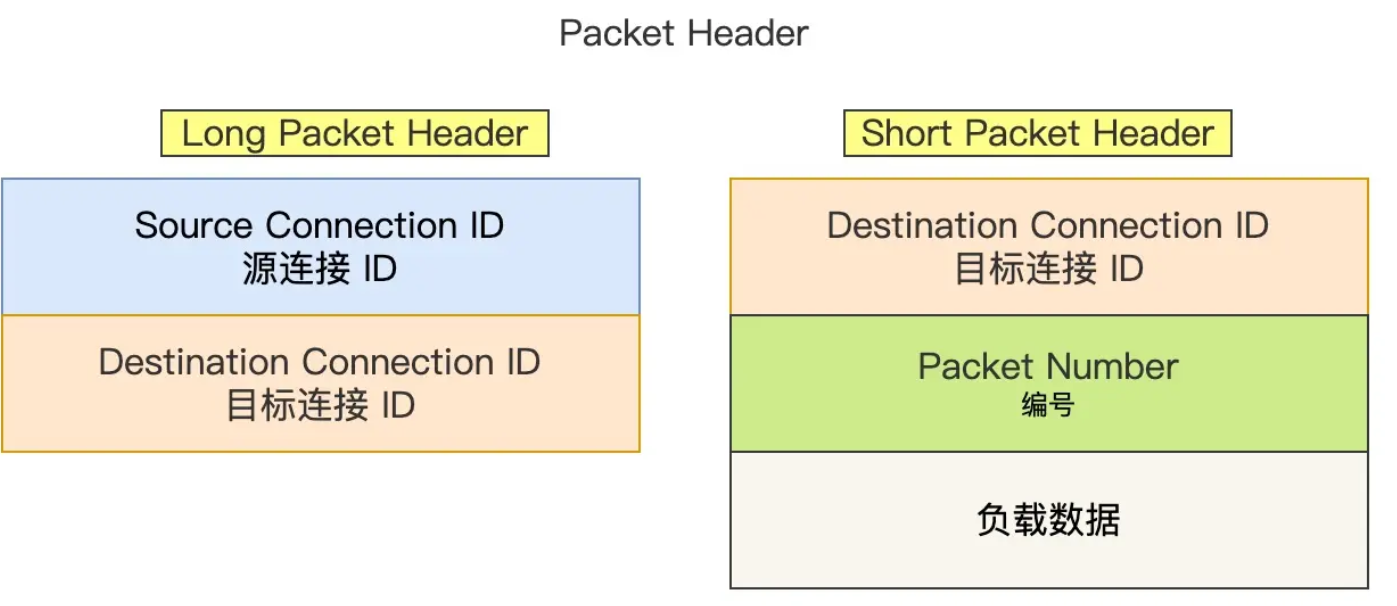 Packet Header
Long Packet Header
Source Connection ID
源连接 ID
Destination Connection ID
目标连接 ID
Short Packet Header
Destination Connection ID
目标连接 ID
Packet Number
编号
负载数据